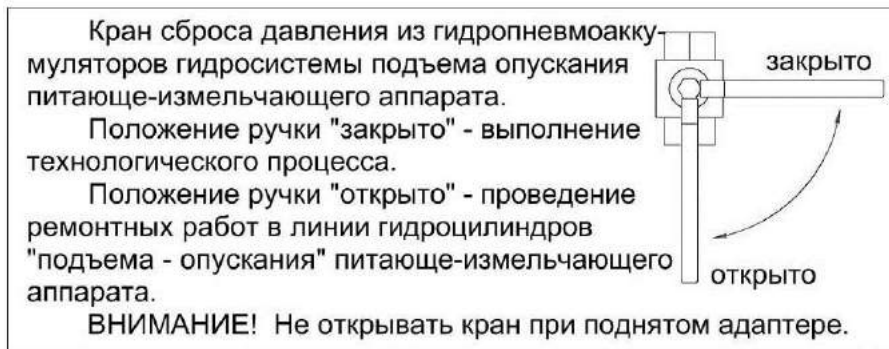 Кран сброса давления из гидропневмоакку-
муляторов гидросистемы подъема опускания
питающе-измельчающего аппарата.
Положение ручки "закрыто" - выполнение
технологического процесса.
Положение ручки "открыто" - проведение
ремонтных работ в линии гидроцилиндров
"подъема - опускания" питающе-измельчающего
аппарата.
ВНИМАНИЕ! Не открывать кран при поднятом адаптере.
закрыто
открыто